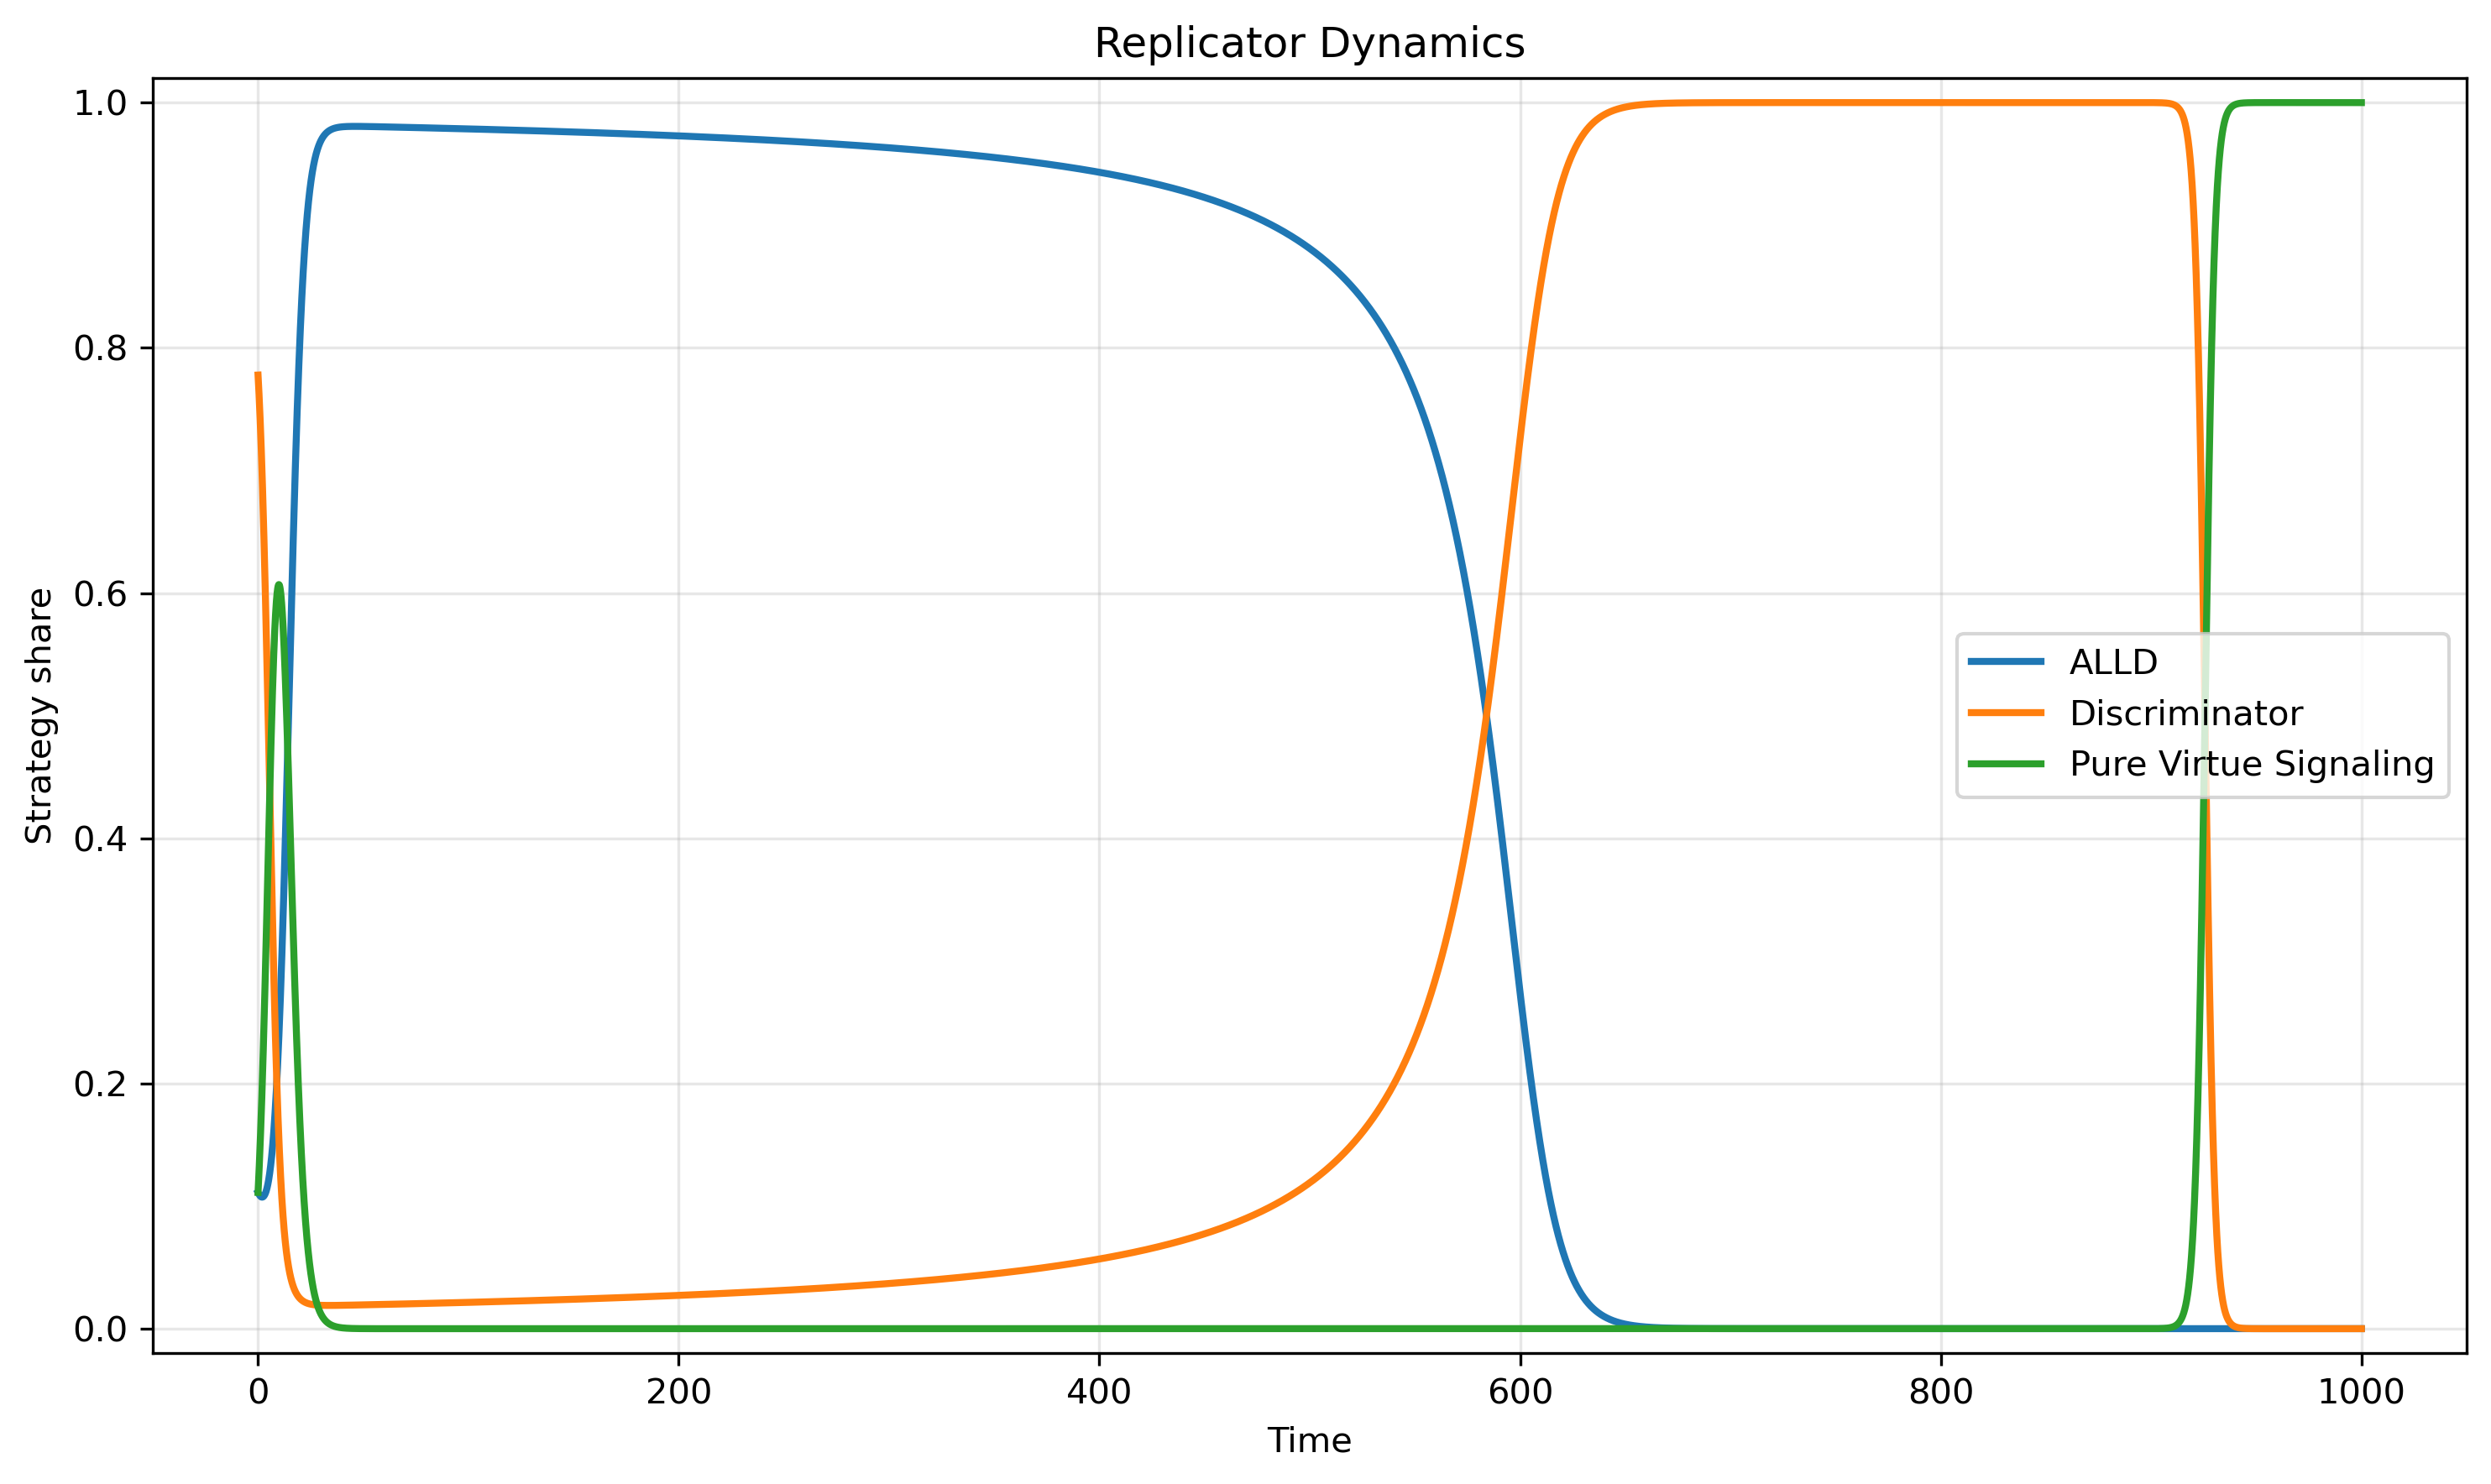 Replicator Dynamics
Strategy share
1.0
0.8
0.6
0.4
0.2
0.0
ALLD
Discriminator
Pure Virtue Signaling
0
200
400
600
800
1000
Time